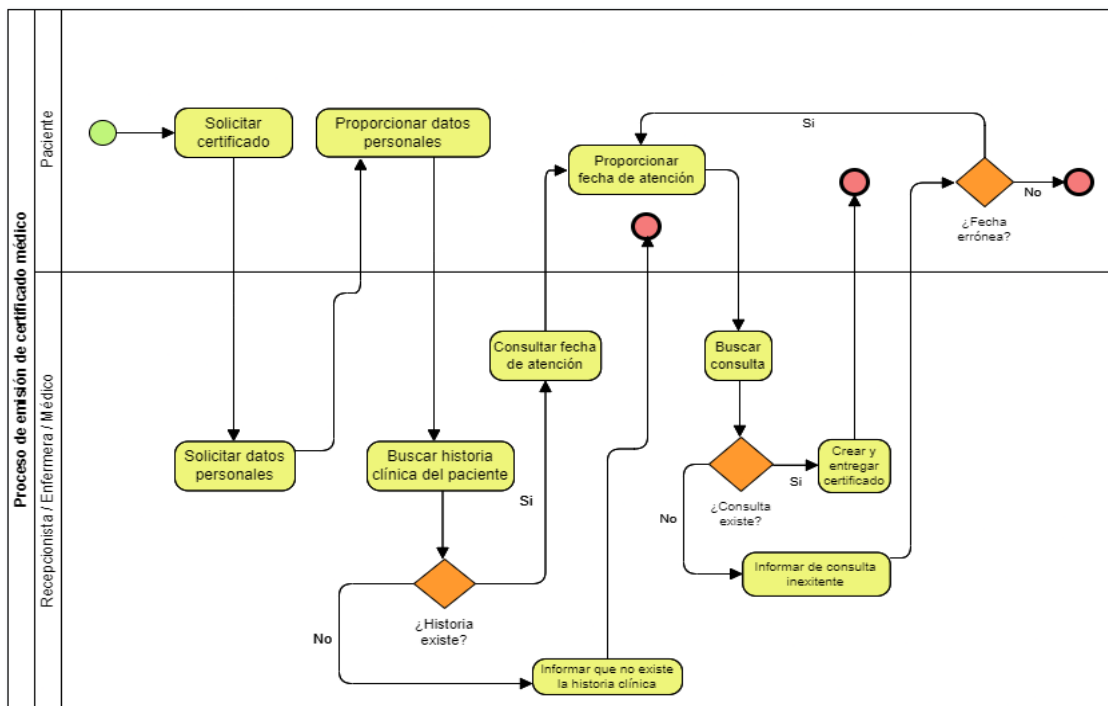 Proceso de emisión de certificado médico
Paciente
Solicitar
certificado
Proporcionar datos
personales
Proporcionar
fecha de atención
Si
¿Fecha
errónea?
No
Recepcionista / Enfermera / Médico
Solicitar datos
personales
Buscar historia
clínica del paciente
¿Historia
existe?
Si
No
Consultar fecha
de atención
Informar que no existe
la historia clínica
Buscar
consulta
¿Consulta
existe?
Si
No
Crear y
entregar
certificado
Informar de consulta
inexitente